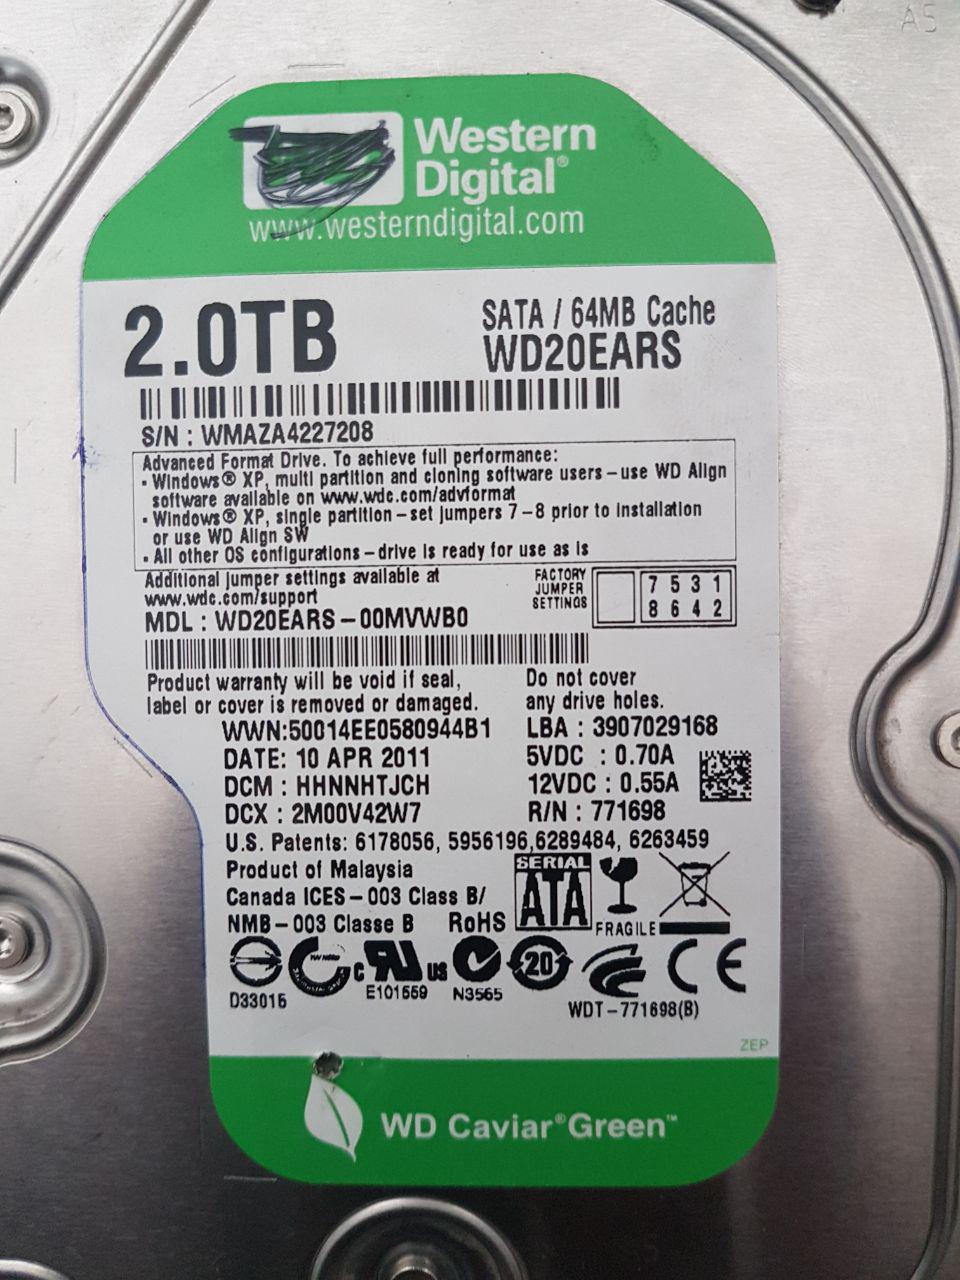 A5
Western
Digital®
www.westerndigital.com
2.0TB
SATA / 64MB Cache
WD20EARS
S/N : WMAZA4227208
Advanced Format Drive. To achieve full performance:
• Windows® XP, multi partition and cloning software users – use WD Align
software available on www.wdc.com/advformat
• Windows® XP, single partition – set jumpers 7-8 prior to installation
or use WD Align SW
• All other OS configurations – drive is ready for use as is
Additional jumper settings available at
www.wdc.com/support
FACTORY
JUMPER
SETTINGS
7 5 3 1
8 6 4 2
MDL : WD20EARS-00MVWB0
Product warranty will be void if seal,
label or cover is removed or damaged.
Do not cover
any drive holes.
WWN:50014EE0580944B1
LBA : 3907029168
DATE: 10 APR 2011
5VDC : 0.70A
DCM : HHNNHTJCH
12VDC : 0.55A
DCX : 2M00V42W7
R/N : 771698
U.S. Patents: 6178056, 5956196,6289484, 6263459
Product of Malaysia
Canada ICES-003 Class B/
NMB-003 Classe B RoHS
SERIAL
ATA
FRAGILE
c US
20
CE
D33015
E101559
N3565
WDT-771698(B)
ZEP
WD Caviar® Green™